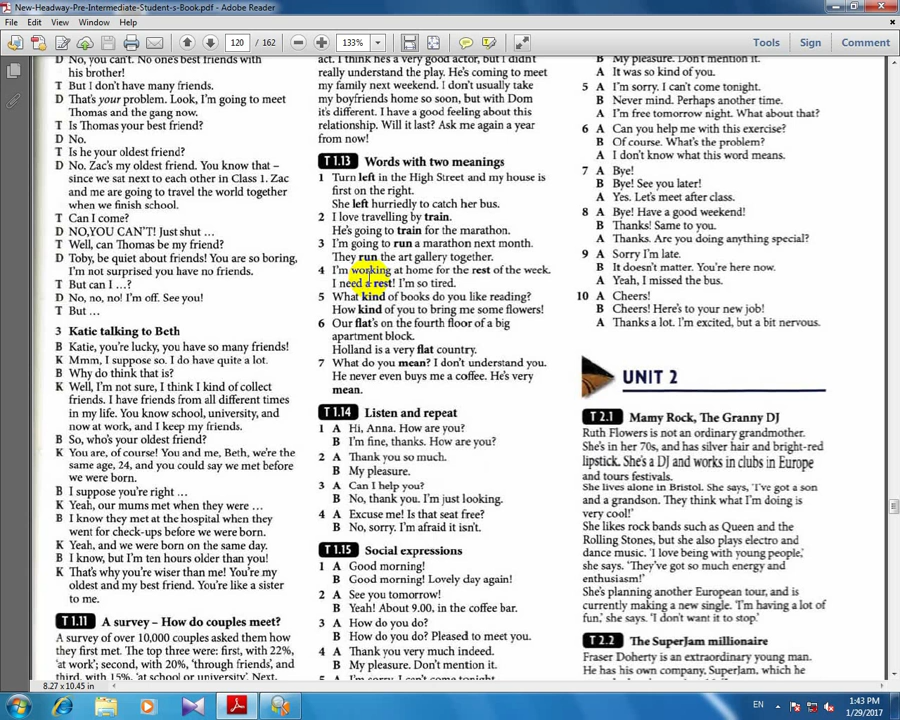 New-Headway-Pre-Intermediate-Student-s-Book.pdf - Adobe Reader
File Edit View Window Help
120 / 162
133%
Tools Sign Comment
D No, you can't. No one's best friends with
his brother!
T But I don't have many friends.
D That's your problem. Look, I'm going to meet
Thomas and the gang now.
T Is Thomas your best friend?
D No.
T Is he your oldest friend?
D No. Zac's my oldest friend. You know that –
since we sat next to each other in Class 1. Zac
and me are going to travel the world together
when we finish school.
T Can I come?
D NO,YOU CAN'T! Just shut …
T Well, can Thomas be my friend?
D Toby, be quiet about friends! You are so boring,
I'm not surprised you have no friends.
T But can I …?
D No, no, no! I'm off. See you!
T But …
3 Katie talking to Beth
B Katie, you're lucky, you have so many friends!
K Mmm, I suppose so. I do have quite a lot.
B Why do think that is?
K Well, I'm not sure, I think I kind of collect
friends. I have friends from all different times
in my life. You know school, university, and
now at work, and I keep my friends.
B So, who's your oldest friend?
K You are, of course! You and me, Beth, we're the
same age, 24, and you could say we met before
we were born.
B I suppose you're right …
K Yeah, our mums met when they were …
B I know they met at the hospital when they
went for check-ups before we were born.
K Yeah, and we were born on the same day.
B I know, but I'm ten hours older than you!
K That's why you're wiser than me! You're my
oldest and my best friend. You're like a sister
to me.
T 1.11 A survey – How do couples meet?
A survey of over 10,000 couples asked them how
they first met. The top three were: first, with 22%,
'at work'; second, with 20%, 'through friends', and
third, with 15%, 'at school or university'. Next,
act. I think he's a very good actor, but I didn't
really understand the play. He's coming to meet
my family next weekend. I don't usually take
my boyfriends home so soon, but with Dom
it's different. I have a good feeling about this
relationship. Will it last? Ask me again a year
from now!
T 1.13 Words with two meanings
1 Turn left in the High Street and my house is
first on the right.
She left hurriedly to catch her bus.
2 I love travelling by train.
He's going to train for the marathon.
3 I'm going to run a marathon next month.
They run the art gallery together.
4 I'm working at home for the rest of the week.
I need a rest! I'm so tired.
5 What kind of books do you like reading?
How kind of you to bring me some flowers!
6 Our flat's on the fourth floor of a big
apartment block.
Holland is a very flat country.
7 What do you mean? I don't understand you.
He never even buys me a coffee. He's very
mean.
T 1.14 Listen and repeat
1 A Hi, Anna. How are you?
B I'm fine, thanks. How are you?
2 A Thank you so much.
B My pleasure.
3 A Can I help you?
B No, thank you. I'm just looking.
4 A Excuse me! Is that seat free?
B No, sorry. I'm afraid it isn't.
T 1.15 Social expressions
1 A Good morning!
B Good morning! Lovely day again!
2 A See you tomorrow!
B Yeah! About 9.00, in the coffee bar.
3 A How do you do?
B How do you do? Pleased to meet you.
4 A Thank you very much indeed.
B My pleasure. Don't mention it.
5 A I'm sorry. I can't come tonight.
B My pleasure. Don't mention it.
A It was so kind of you.
5 A I'm sorry. I can't come tonight.
B Never mind. Perhaps another time.
A I'm free tomorrow night. What about that?
6 A Can you help me with this exercise?
B Of course. What's the problem?
A I don't know what this word means.
7 A Bye!
B Bye! See you later!
A Yes. Let's meet after class.
8 A Bye! Have a good weekend!
B Thanks! Same to you.
A Thanks. Are you doing anything special?
9 A Sorry I'm late.
B It doesn't matter. You're here now.
A Yeah, I missed the bus.
10 A Cheers!
B Cheers! Here's to your new job!
A Thanks a lot. I'm excited, but a bit nervous.
UNIT 2
T 2.1 Mamy Rock, The Granny DJ
Ruth Flowers is not an ordinary grandmother.
She's in her 70s, and has silver hair and bright-red
lipstick. She's a DJ and works in clubs in Europe
and tours festivals.
She lives alone in Bristol. She says, 'I've got a son
and a grandson. They think what I'm doing is
very cool!'
She likes rock bands such as Queen and the
Rolling Stones, but she also plays electro and
dance music. 'I love being with young people,'
she says. 'They've got so much energy and
enthusiasm!'
She's planning another European tour, and is
currently making a new single. 'I'm having a lot of
fun,' she says. 'I don't want it to stop.'
T 2.2 The SuperJam millionaire
Fraser Doherty is an extraordinary young man.
He has his own company, SuperJam, which he
8.27 x 10.45 in
EN
1:43 PM
1/29/2017